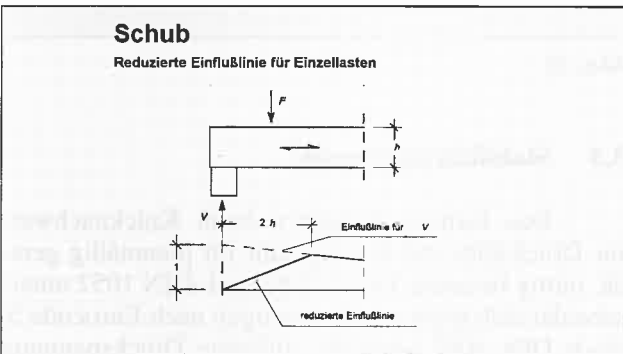 Schub
Reduzierte Einflußlinie für Einzellasten
F
h
V
2 h
Einflußlinie für V
1
reduzierte Einflußlinie